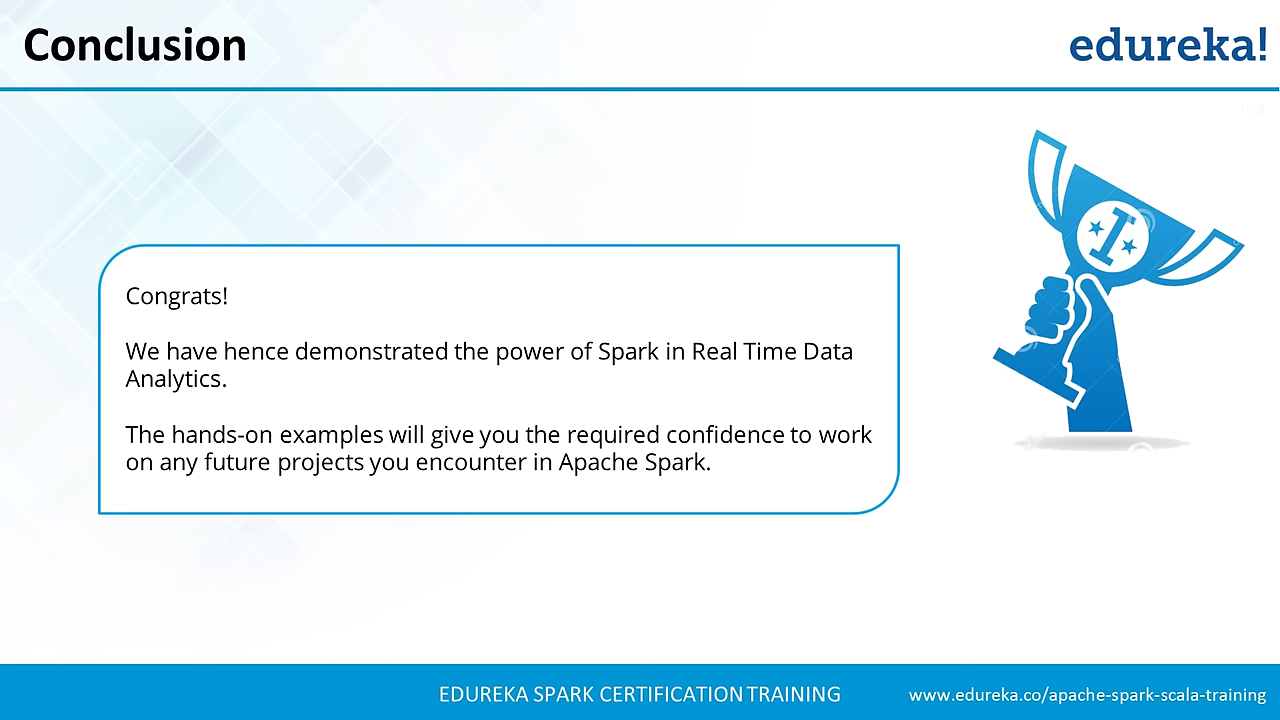 Conclusion
edureka!
Congrats!
We have hence demonstrated the power of Spark in Real Time Data
Analytics.
The hands-on examples will give you the required confidence to work
on any future projects you encounter in Apache Spark.
EDUREKA SPARK CERTIFICATION TRAINING
www.edureka.co/apache-spark-scala-training